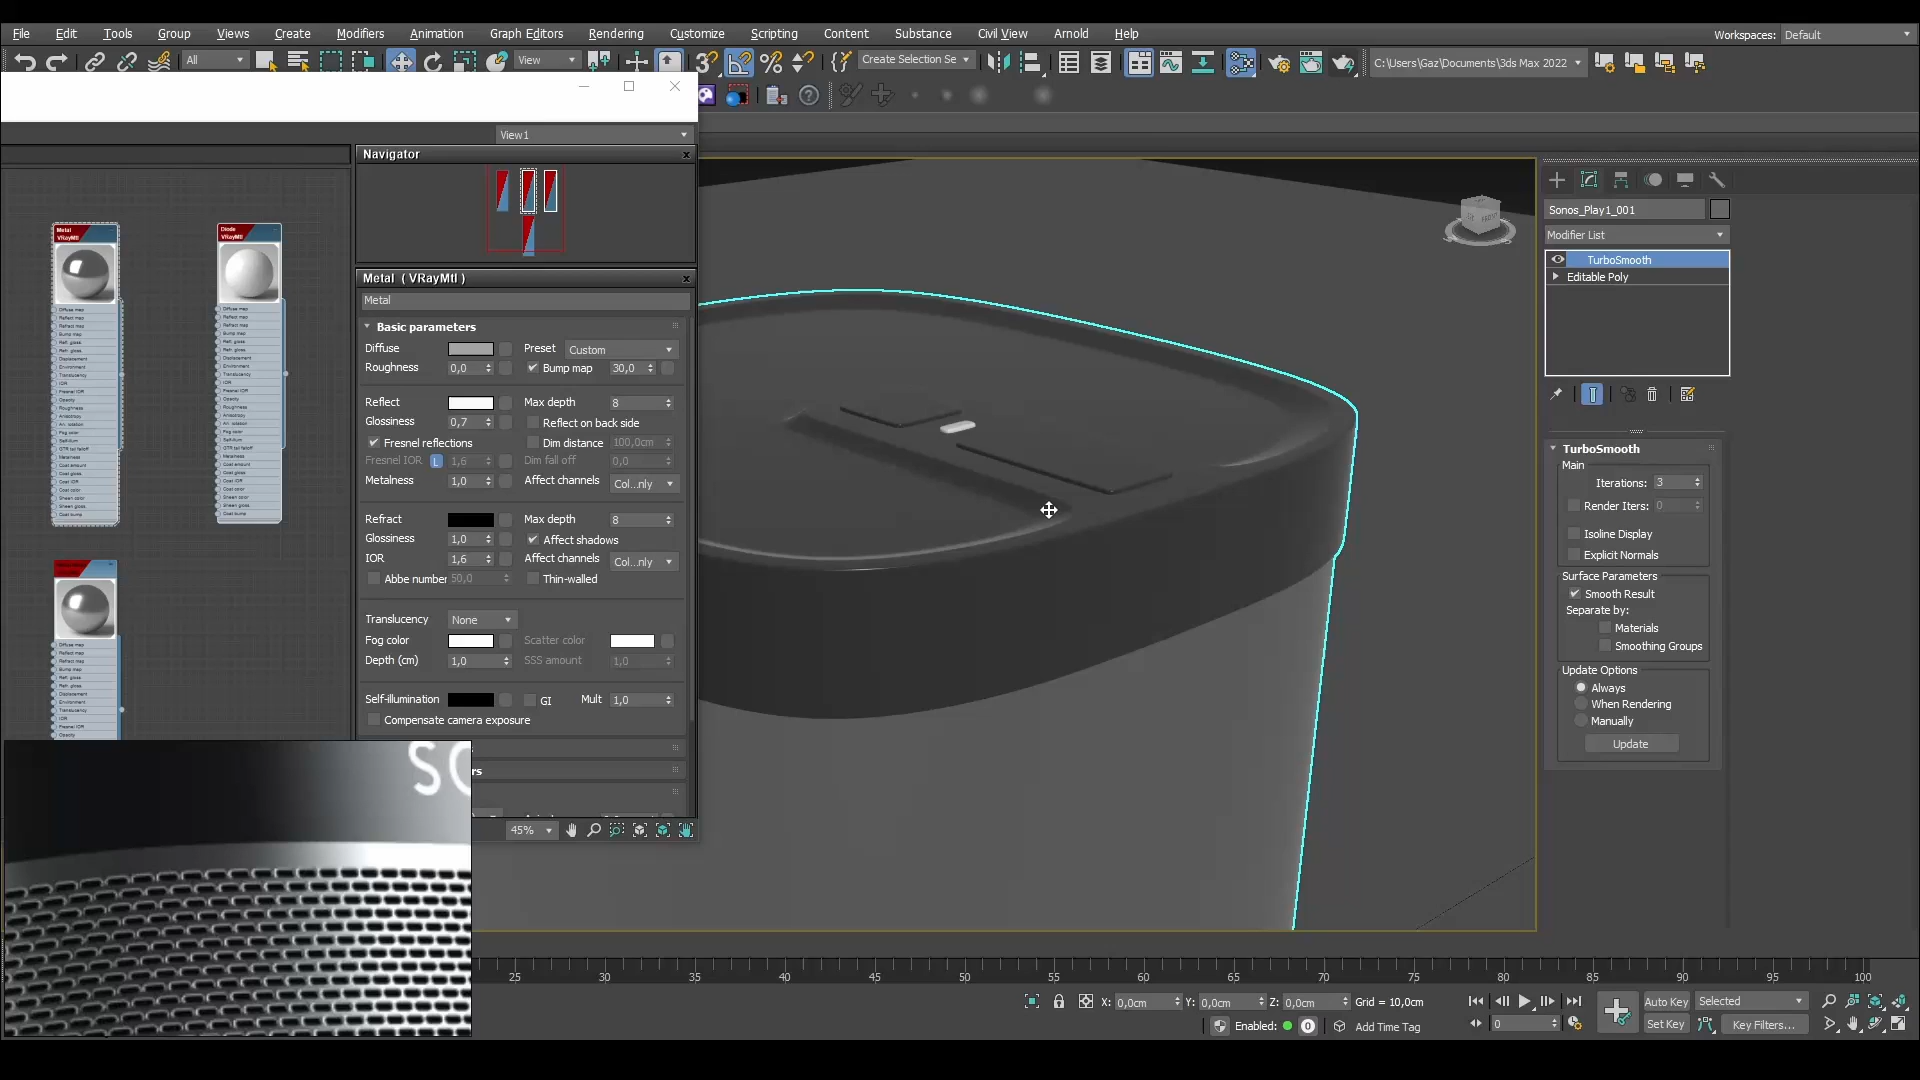 File Edit Tools Group Views Create Modifiers Animation Graph Editors Rendering Customize Scripting Content Substance Civil View Arnold Help
Workspaces: Default
All
View
Create Selection Se
C:\Users\Gaz\Documents\3ds Max 2022
View1
Navigator
Metal
VRayMtl
Diode
VRayMtl
Metal ( VRayMtl )
Metal
Basic parameters
Diffuse
Preset Custom
Roughness 0,0
Bump map 30,0
Reflect
Max depth 8
Glossiness 0,7
Reflect on back side
Fresnel reflections
Dim distance 100,0cm
Fresnel IOR L 1,6
Dim fall off 0,0
Metalness 1,0
Affect channels Col...nly
Refract
Max depth 8
Glossiness 1,0
Affect shadows
IOR 1,6
Affect channels Col...nly
Abbe number 50,0
Thin-walled
Translucency None
Fog color
Scatter color
Depth (cm) 1,0
SSS amount 1,0
Self-illumination
GI
Mult 1,0
Compensate camera exposure
rs
45%
Sonos_Play1_001
Modifier List
TurboSmooth
Editable Poly
TurboSmooth
Main
Iterations: 3
Render Iters: 0
Isoline Display
Explicit Normals
Surface Parameters
Smooth Result
Separate by:
Materials
Smoothing Groups
Update Options
Always
When Rendering
Manually
Update
25 30 35 40 45 50 55 60 65 70 75 80 85 90 95 100
X: 0,0cm Y: 0,0cm Z: 0,0cm Grid = 10,0cm
Enabled: 0 Add Time Tag
0
Auto Key Selected
Set Key Key Filters...